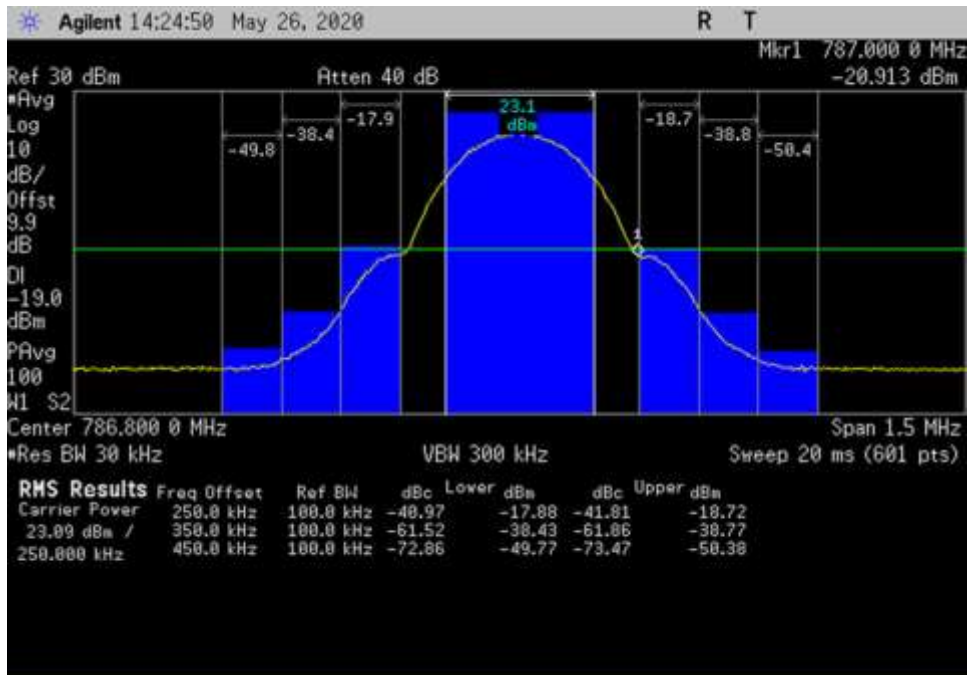 Agilent 14:24:50 May 26, 2020 R T
Mkr1 787.000 0 MHz
Ref 30 dBm Atten 40 dB -20.913 dBm
#Avg
Log
10
dB/
Offst
9.9
dB
DI
-19.0
dBm
PAvg
100
W1 S2
-49.8 -38.4 -17.9 23.1 dBm -18.7 -38.8 -50.4
1
Center 786.800 0 MHz Span 1.5 MHz
#Res BW 30 kHz VBW 300 kHz Sweep 20 ms (601 pts)
RMS Results Freq Offset Ref BW dBc Lower dBm dBc Upper dBm
Carrier Power 250.0 kHz 100.0 kHz -40.97 -17.88 -41.81 -18.72
23.09 dBm / 350.0 kHz 100.0 kHz -61.52 -38.43 -61.86 -38.77
250.000 kHz 450.0 kHz 100.0 kHz -72.86 -49.77 -73.47 -50.38